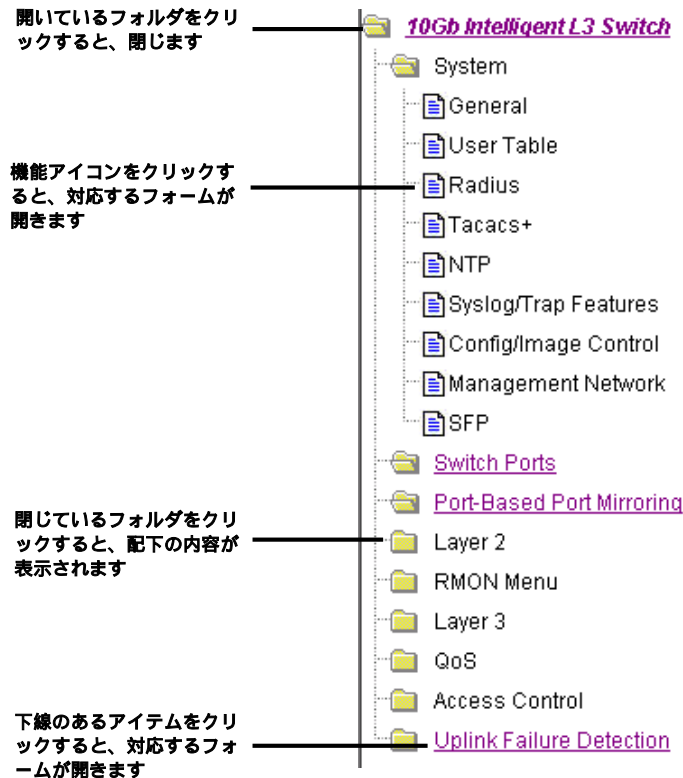 開いているフォルダをクリ
ックすると、閉じます
10Gb Intelligent L3 Switch
System
General
User Table
機能アイコンをクリックす
ると、対応するフォームが
開きます
Radius
Tacacs+
NTP
Syslog/Trap Features
Config/Image Control
Management Network
SFP
Switch Ports
Port-Based Port Mirroring
閉じているフォルダをクリ
ックすると、配下の内容が
表示されます
Layer 2
RMON Menu
Layer 3
QoS
Access Control
下線のあるアイテムをクリ
ックすると、対応するフォ
ームが開きます
Uplink Failure Detection